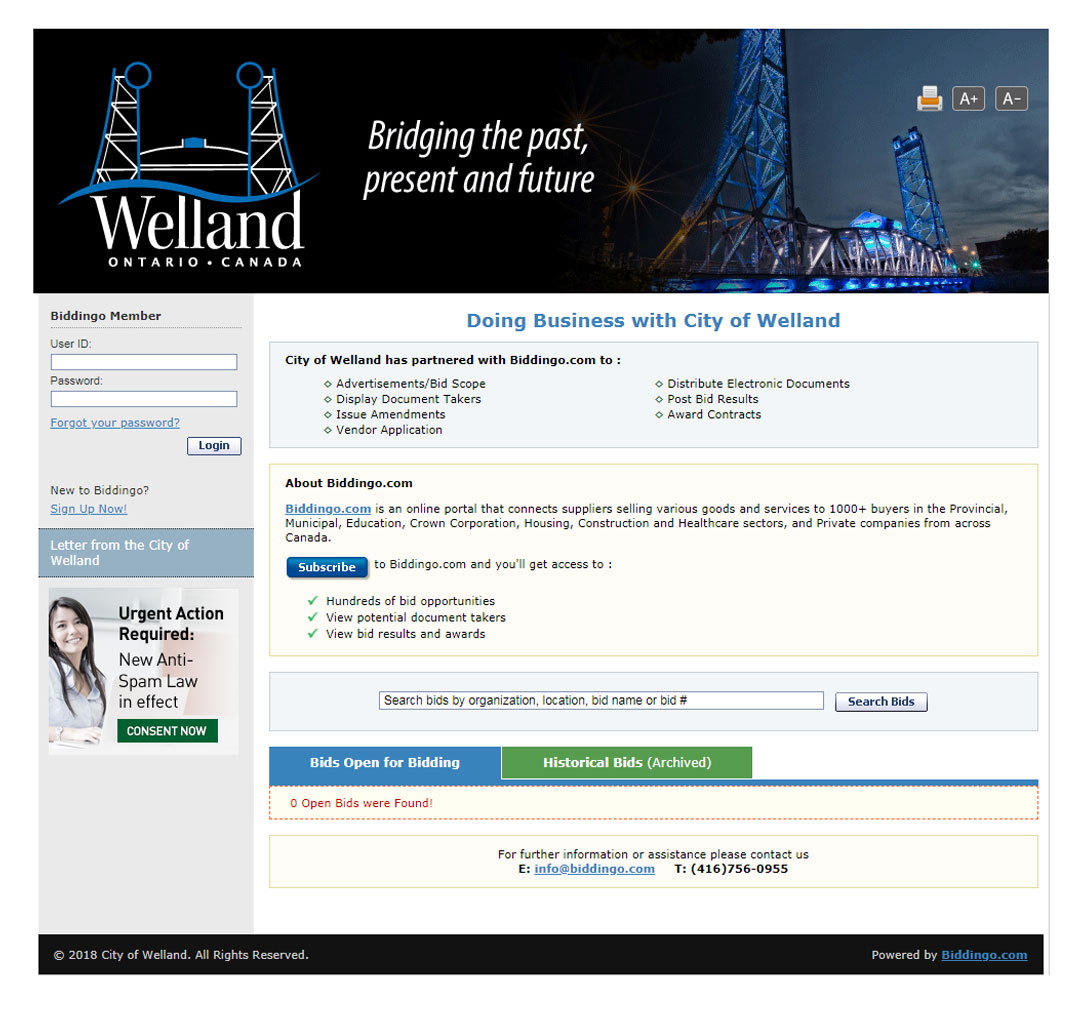 Welland
ONTARIO • CANADA
Bridging the past,
present and future
A+ A-
Biddingo Member
User ID:
Password:
Forgot your password?
Login
New to Biddingo?
Sign Up Now!
Letter from the City of
Welland
Urgent Action
Required:
New Anti-
Spam Law
in effect
CONSENT NOW
Doing Business with City of Welland
City of Welland has partnered with Biddingo.com to :
Advertisements/Bid Scope
Display Document Takers
Issue Amendments
Vendor Application
Distribute Electronic Documents
Post Bid Results
Award Contracts
About Biddingo.com
Biddingo.com is an online portal that connects suppliers selling various goods and services to 1000+ buyers in the Provincial,
Municipal, Education, Crown Corporation, Housing, Construction and Healthcare sectors, and Private companies from across
Canada.
Subscribe to Biddingo.com and you'll get access to :
Hundreds of bid opportunities
View potential document takers
View bid results and awards
Search bids by organization, location, bid name or bid # Search Bids
Bids Open for Bidding Historical Bids (Archived)
0 Open Bids were Found!
For further information or assistance please contact us
E: info@biddingo.com T: (416)756-0955
© 2018 City of Welland. All Rights Reserved. Powered by Biddingo.com